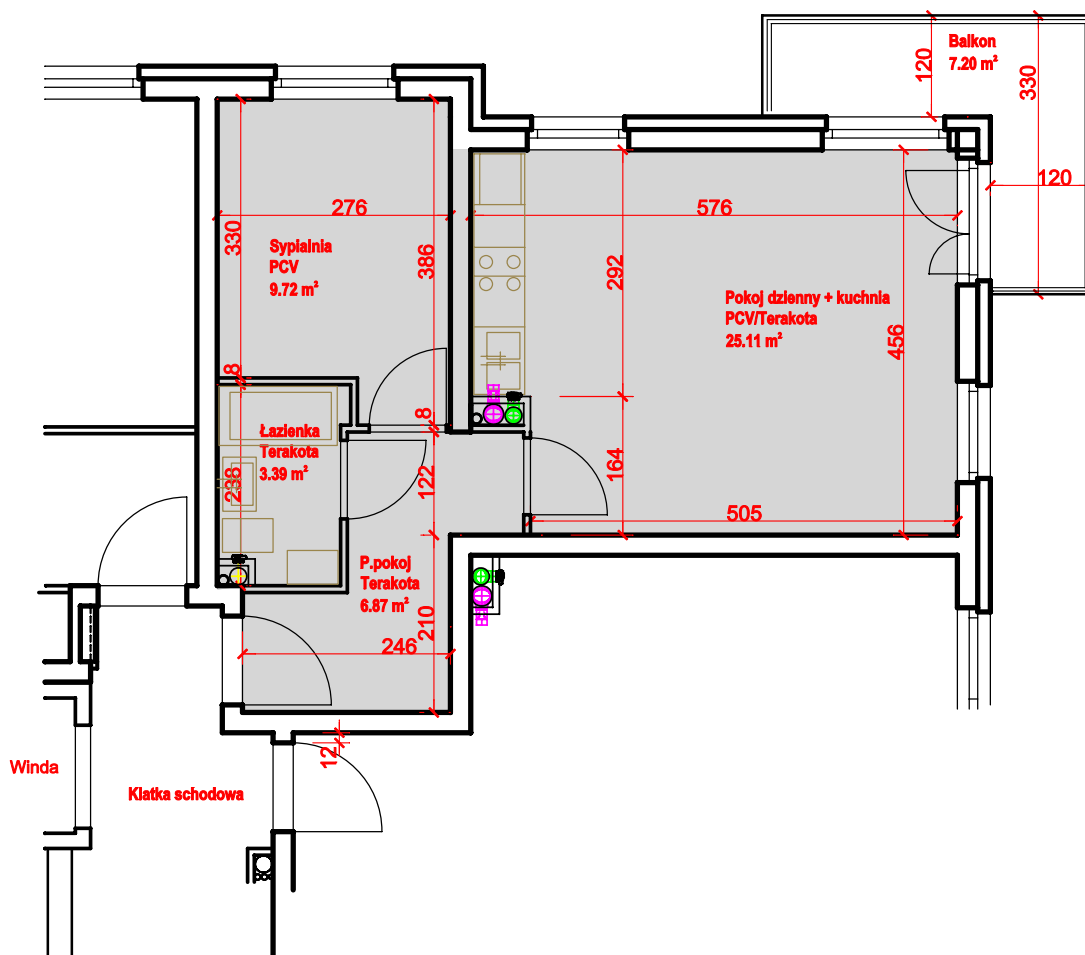 Balkon
7.20 m²
120
330
120
276
576
330
386
292
456
Sypialnia
PCV
9.72 m²
Pokoj dzienny + kuchnia
PCV/Terakota
25.11 m²
8
8
Łazienka
Terakota
3.39 m²
238
122
164
505
P.pokoj
Terakota
6.87 m²
210
246
12
Winda
Klatka schodowa